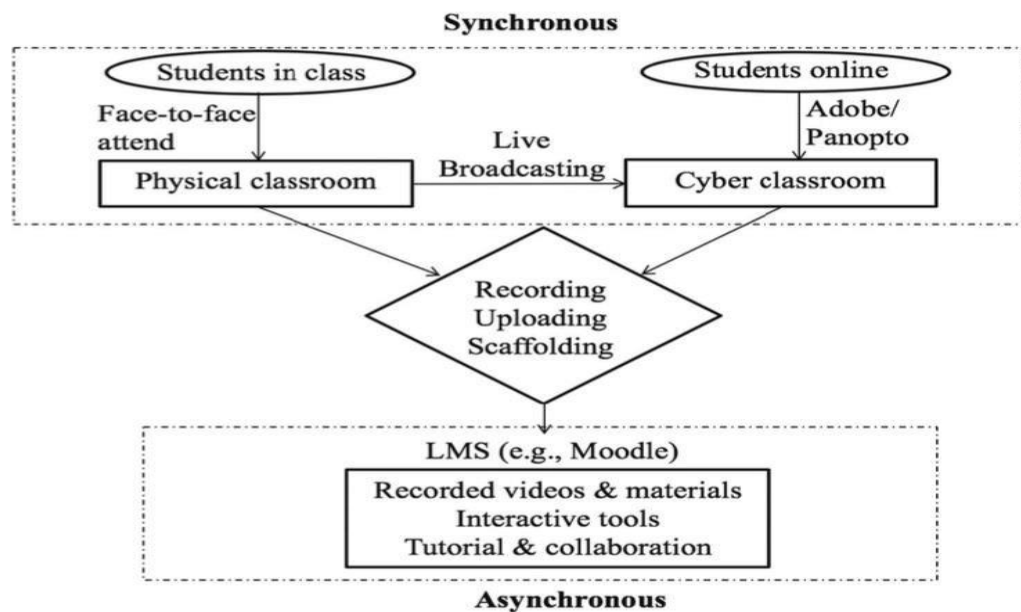 Synchronous
Students in class
Students online
Face-to-face
attend
Adobe/
Panopto
Live
Broadcasting
Physical classroom
Cyber classroom
Recording
Uploading
Scaffolding
LMS (e.g., Moodle)
Recorded videos & materials
Interactive tools
Tutorial & collaboration
Asynchronous